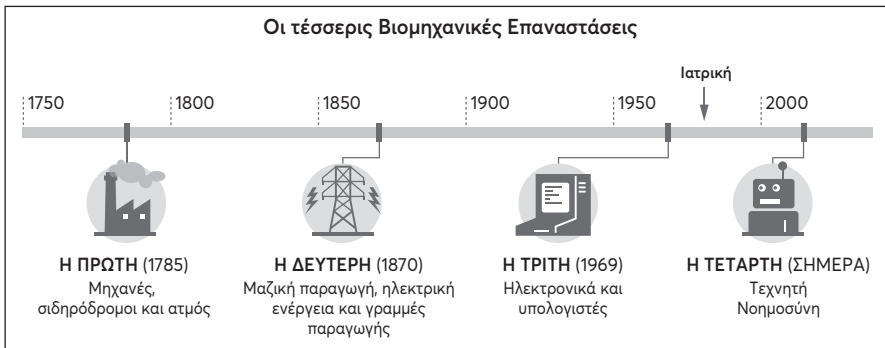 Οι τέσσερις Βιομηχανικές Επαναστάσεις
Ιατρική
1750 1800 1850 1900 1950 2000
Η ΠΡΩΤΗ (1785)
Μηχανές,
σιδηρόδρομοι και ατμός
Η ΔΕΥΤΕΡΗ (1870)
Μαζική παραγωγή, ηλεκτρική
ενέργεια και γραμμές
παραγωγής
Η ΤΡΙΤΗ (1969)
Ηλεκτρονικά και
υπολογιστές
Η ΤΕΤΑΡΤΗ (ΣΗΜΕΡΑ)
Τεχνητή
Νοημοσύνη